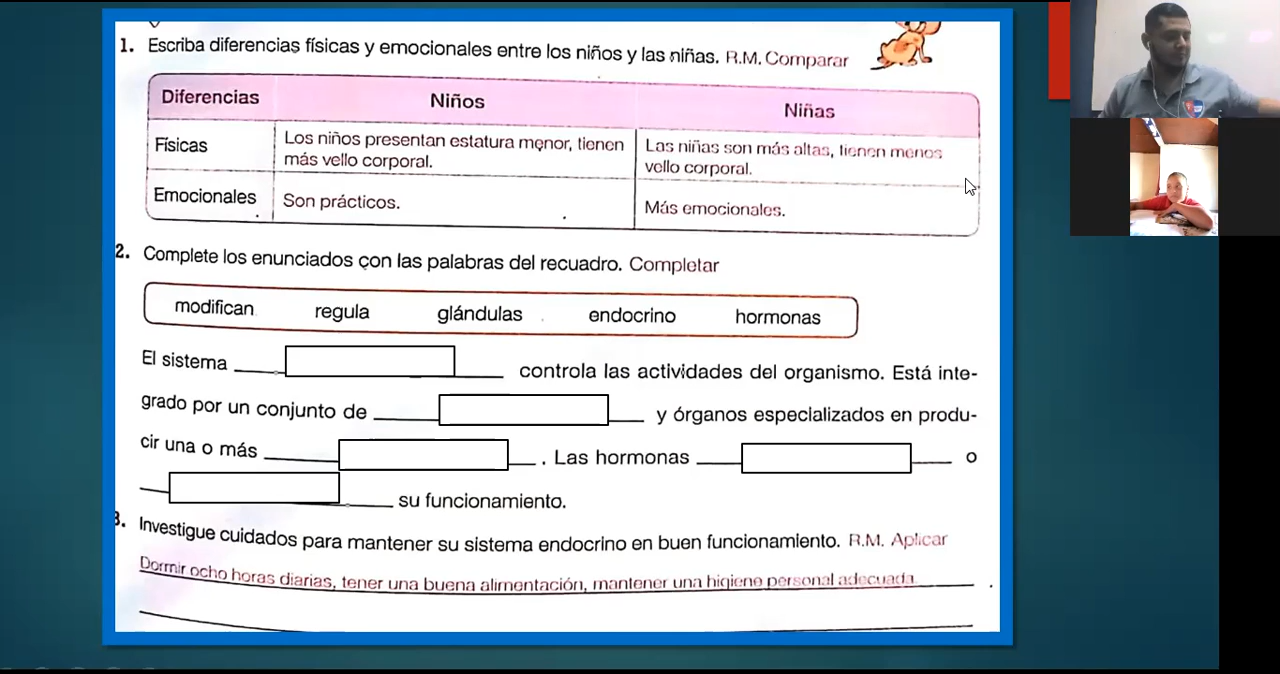 1. Escriba diferencias físicas y emocionales entre los niños y las niñas. R.M. Comparar
Diferencias Niños Niñas
Físicas Los niños presentan estatura menor, tienen más vello corporal. Las niñas son más altas, tienen menos vello corporal.
Emocionales Son prácticos. Más emocionales.
2. Complete los enunciados con las palabras del recuadro. Completar
modifican regula glándulas endocrino hormonas
El sistema controla las actividades del organismo. Está inte-
grado por un conjunto de y órganos especializados en produ-
cir una o más . Las hormonas o
su funcionamiento.
3. Investigue cuidados para mantener su sistema endocrino en buen funcionamiento. R.M. Aplicar
Dormir ocho horas diarias, tener una buena alimentación, mantener una higiene personal adecuada.